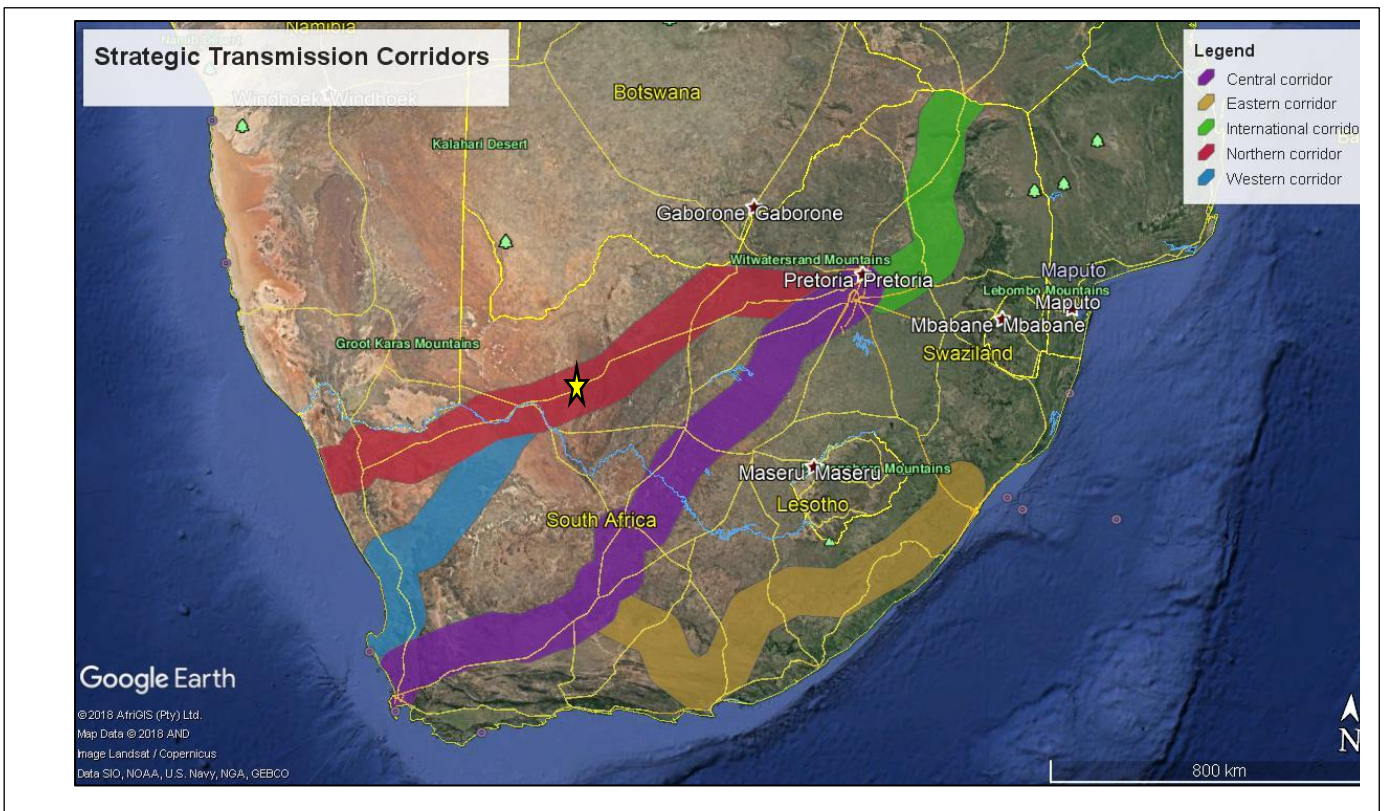 Namibia
Strategic Transmission Corridors
Windhoek Windhoek
Botswana
Kalahari Desert
Legend
Central corridor
Eastern corridor
International corrido
Northern corridor
Western corridor
Gaborone Gaborone
Witwatersrand Mountains
Pretoria Pretoria
Maputo
Lebombo Mountains
Maputo
Mbabane Mbabane
Swaziland
Groot Karas Mountains
Maseru Maseru
Mountains
Lesotho
South Africa
Google Earth
©2018 AfriGIS (Pty) Ltd.
Map Data © 2018 AND
Image Landsat / Copernicus
Data SIO, NOAA, U.S. Navy, NGA, GEBCO
N
800 km